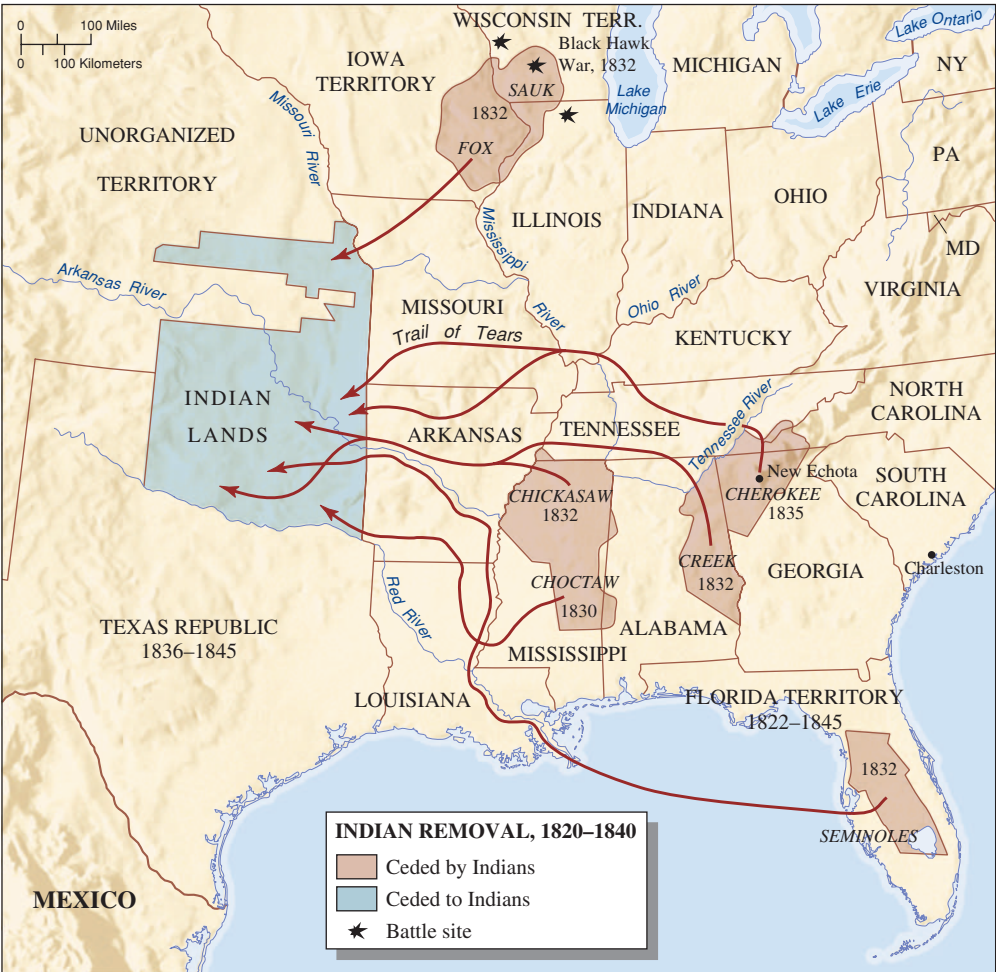 0 100 Miles
0 100 Kilometers
WISCONSIN TERR.
Black Hawk
War, 1832
IOWA
TERRITORY
SAUK
1832
FOX
Lake
Michigan
MICHIGAN
Lake Ontario
Lake Erie
NY
PA
MD
UNORGANIZED
TERRITORY
Missouri
River
ILLINOIS
INDIANA
OHIO
VIRGINIA
Mississippi
River
Ohio River
Arkansas River
MISSOURI
Trail of Tears
KENTUCKY
INDIAN
LANDS
ARKANSAS
TENNESSEE
Tennessee River
NORTH
CAROLINA
New Echota
CHEROKEE
1835
SOUTH
CAROLINA
CHICKASAW
1832
CREEK
1832
CHOCTAW
1830
GEORGIA
Charleston
Red River
TEXAS REPUBLIC
1836–1845
ALABAMA
MISSISSIPPI
LOUISIANA
FLORIDA TERRITORY
1822–1845
1832
SEMINOLES
MEXICO
INDIAN REMOVAL, 1820–1840
Ceded by Indians
Ceded to Indians
Battle site